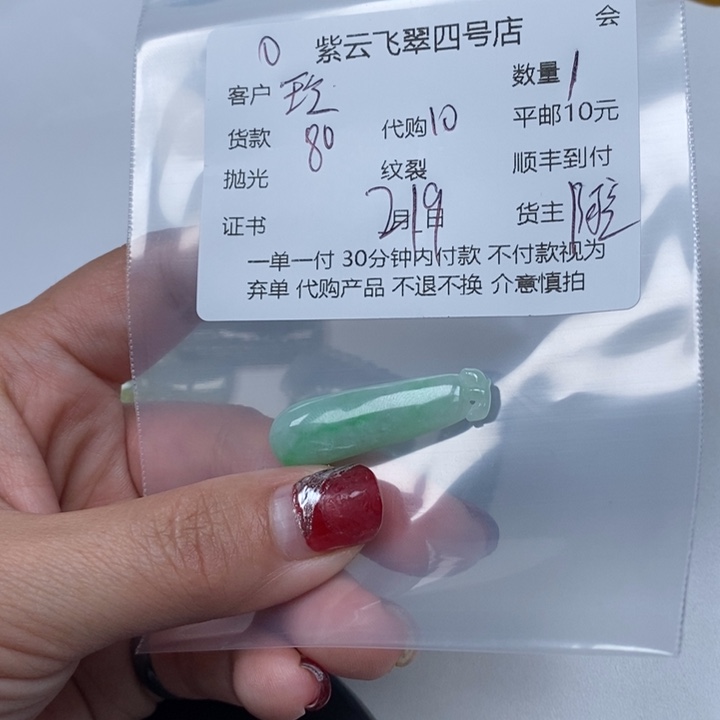 紫云飞翠四号店 会
客户 数量 1
货款 80 代购 10 平邮10元
抛光 纹裂 顺丰到付
证书 2月19日 货主
一单一付 30分钟内付款 不付款视为
弃单 代购产品 不退不换 介意慎拍